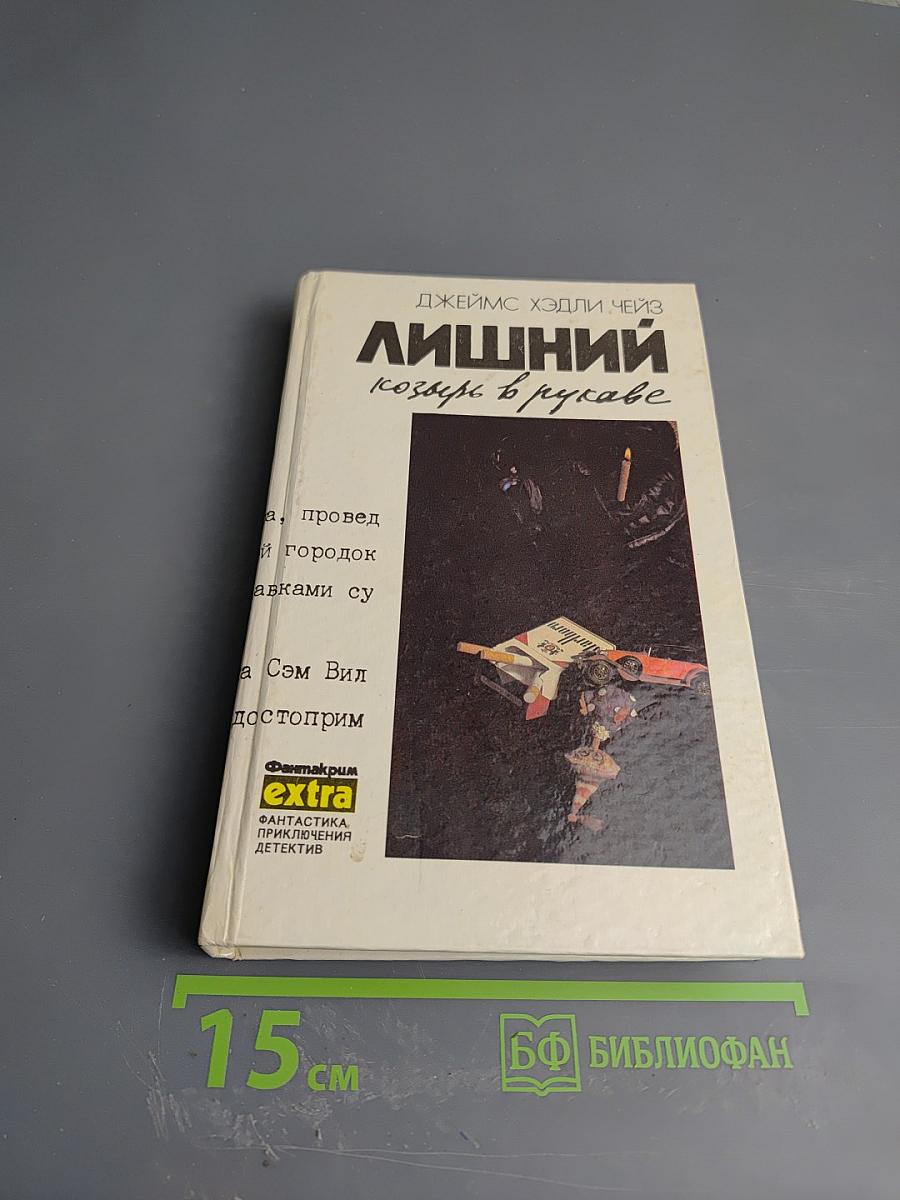 ДЖЕЙМС ХЭДЛИ ЧЕЙЗ
ЛИШНИЙ
козырь в рукаве
а, провед
й городок
авками су
а Сэм Вил
достоприм
Фантакрим
extra
ФАНТАСТИКА,
ПРИКЛЮЧЕНИЯ
ДЕТЕКТИВ
Marlboro
15 см
БФ БИБЛИОФАН